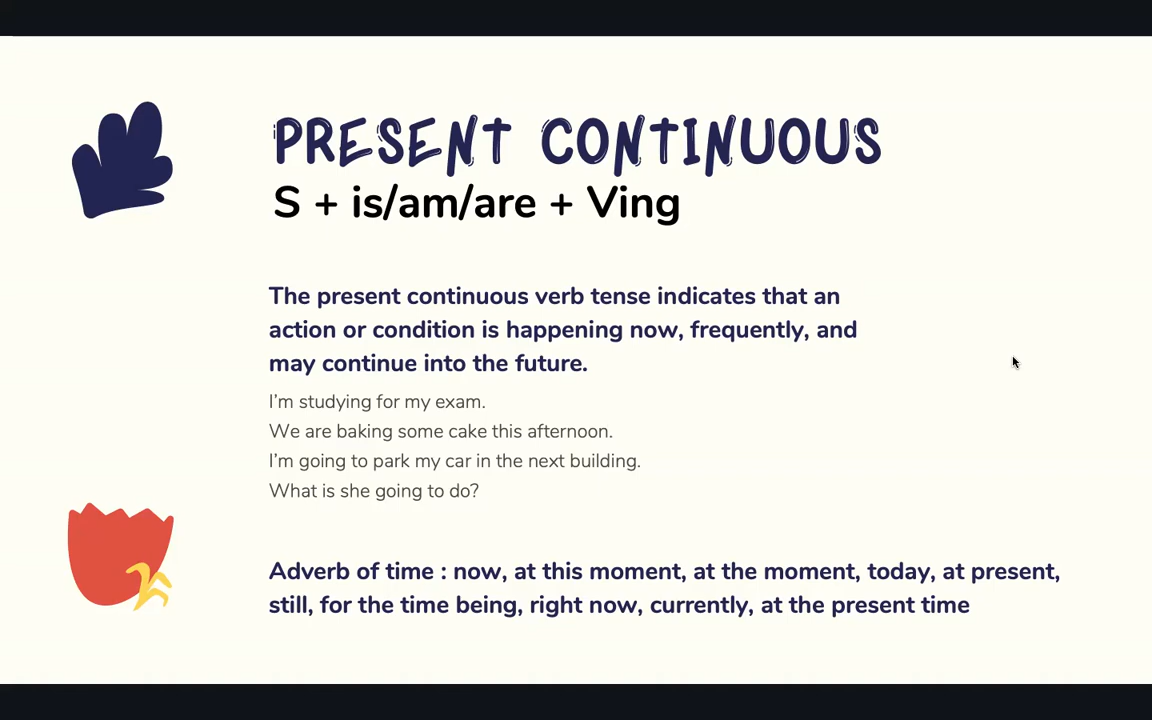 PRESENT CONTINUOUS
S + is/am/are + Ving
The present continuous verb tense indicates that an
action or condition is happening now, frequently, and
may continue into the future.
I’m studying for my exam.
We are baking some cake this afternoon.
I’m going to park my car in the next building.
What is she going to do?
Adverb of time : now, at this moment, at the moment, today, at present,
still, for the time being, right now, currently, at the present time